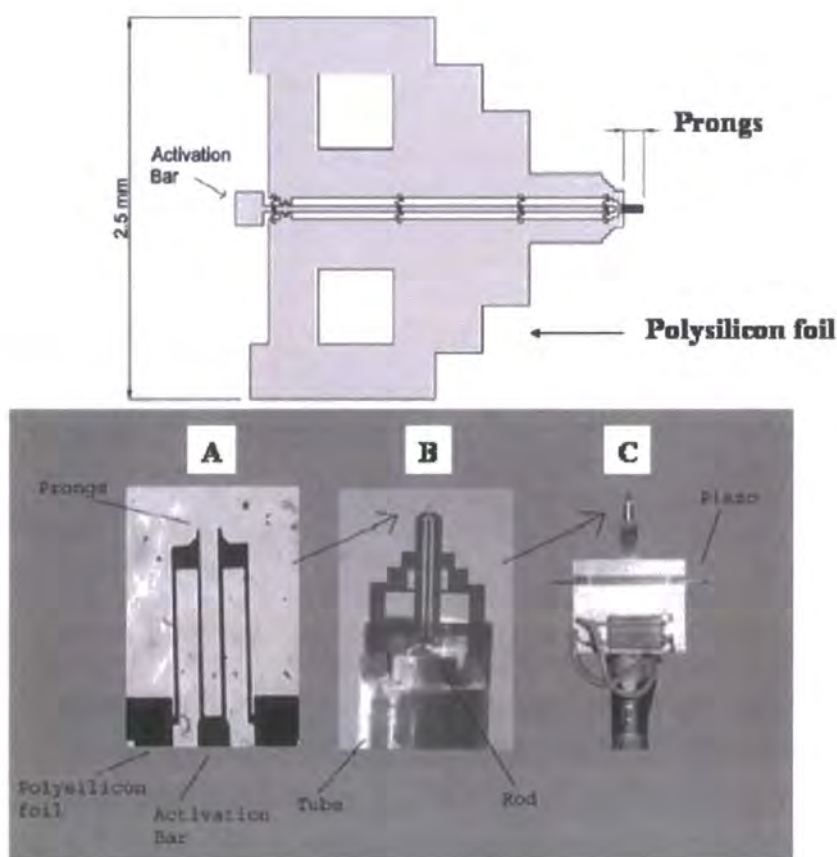 Prongs
Activation
Bar
2.5 mm
Polysilicon foil
A
B
C
Prongs
Piezo
Polysilicon
foil
Activation
Bar
Tube
Rod